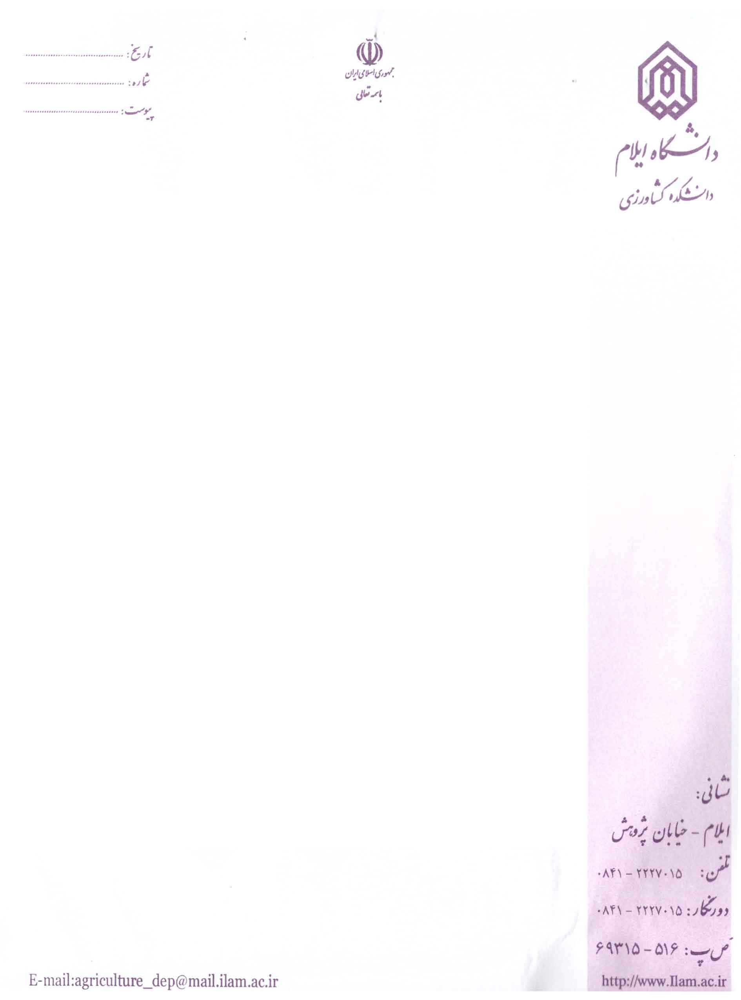 جمهوری اسلامی ایران
باسمه تعالی
دانشگاه ایلام
دانشکده کشاورزی
تاریخ: ........................................
شماره: ........................................
پیوست: ........................................
نشانی:
ایلام - خیابان پژوهش
تلفن: ۰۸۴۱ - ۲۲۲۷۰۱۵
دورنگار: ۰۸۴۱ - ۲۲۲۷۰۱۵
ص پ: ۵۱۶ - ۶۹۳۱۵
http://www.Ilam.ac.ir
E-mail:agriculture_dep@mail.ilam.ac.ir